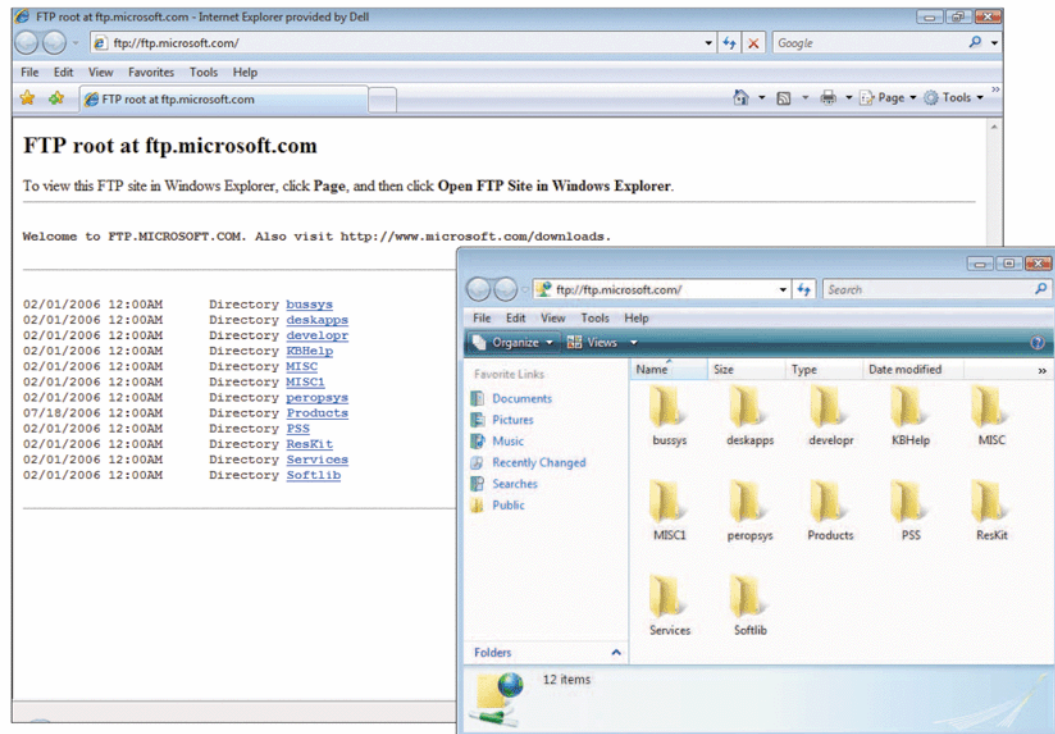 FTP root at ftp.microsoft.com - Internet Explorer provided by Dell
ftp://ftp.microsoft.com/
Google
File Edit View Favorites Tools Help
FTP root at ftp.microsoft.com
Page Tools
FTP root at ftp.microsoft.com
To view this FTP site in Windows Explorer, click Page, and then click Open FTP Site in Windows Explorer.
Welcome to FTP.MICROSOFT.COM. Also visit http://www.microsoft.com/downloads.
02/01/2006 12:00AM Directory bussys
02/01/2006 12:00AM Directory deskapps
02/01/2006 12:00AM Directory developr
02/01/2006 12:00AM Directory KBHelp
02/01/2006 12:00AM Directory MISC
02/01/2006 12:00AM Directory MISC1
02/01/2006 12:00AM Directory peropsys
07/18/2006 12:00AM Directory Products
02/01/2006 12:00AM Directory PSS
02/01/2006 12:00AM Directory ResKit
02/01/2006 12:00AM Directory Services
02/01/2006 12:00AM Directory Softlib
ftp://ftp.microsoft.com/
Search
File Edit View Tools Help
Organize Views
Favorite Links
Documents
Pictures
Music
Recently Changed
Searches
Public
Folders
Name Size Type Date modified
bussys deskapps developr KBHelp MISC
MISC1 peropsys Products PSS ResKit
Services Softlib
12 items